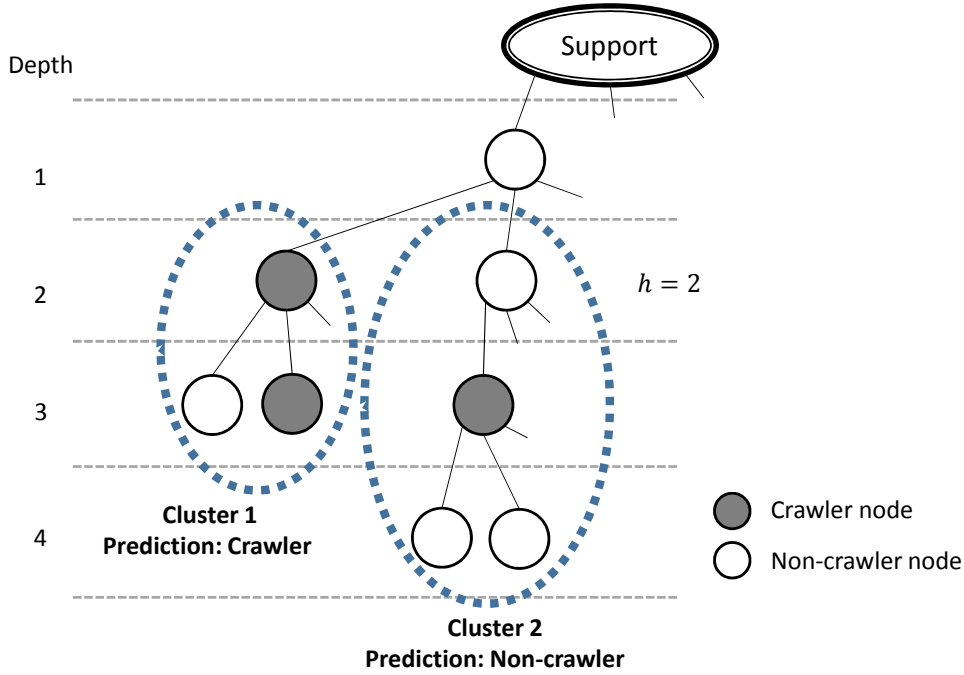 Support
Depth
1
2
h = 2
3
Cluster 1
Prediction: Crawler
4
Crawler node
Non-crawler node
Cluster 2
Prediction: Non-crawler